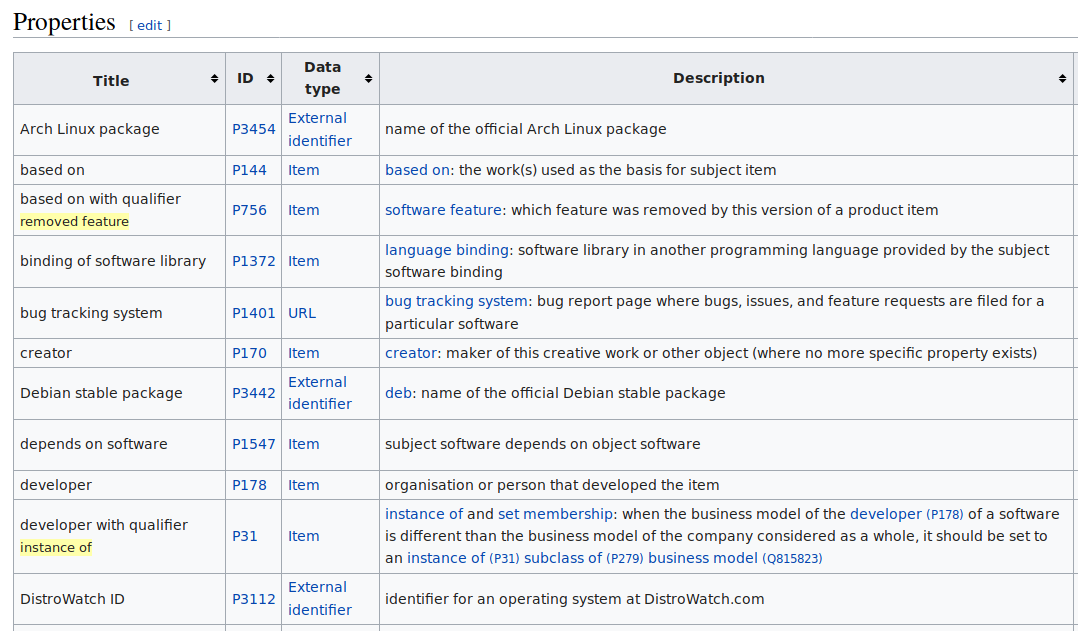 Properties [ edit ]
Title ID Data type Description
Arch Linux package P3454 External identifier name of the official Arch Linux package
based on P144 Item based on: the work(s) used as the basis for subject item
based on with qualifier removed feature P756 Item software feature: which feature was removed by this version of a product item
binding of software library P1372 Item language binding: software library in another programming language provided by the subject
software binding
bug tracking system P1401 URL bug tracking system: bug report page where bugs, issues, and feature requests are filed for a
particular software
creator P170 Item creator: maker of this creative work or other object (where no more specific property exists)
Debian stable package P3442 External identifier deb: name of the official Debian stable package
depends on software P1547 Item subject software depends on object software
developer P178 Item organisation or person that developed the item
developer with qualifier instance of P31 Item instance of and set membership: when the business model of the developer (P178) of a software
is different than the business model of the company considered as a whole, it should be set to
an instance of (P31) subclass of (P279) business model (Q815823)
DistroWatch ID P3112 External identifier identifier for an operating system at DistroWatch.com